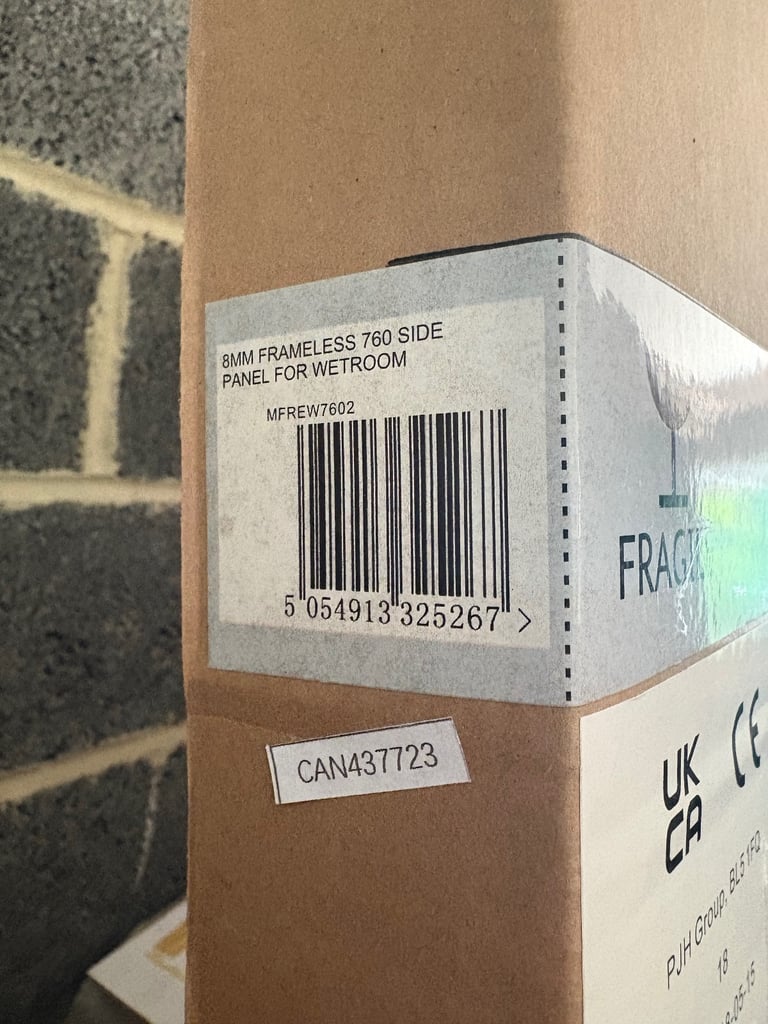 8MM FRAMELESS 760 SIDE
PANEL FOR WETROOM
MFREW7602
5 054913 325267 >
CAN437723
UK
CA
CE
PJH Group, BL5 1FQ
18